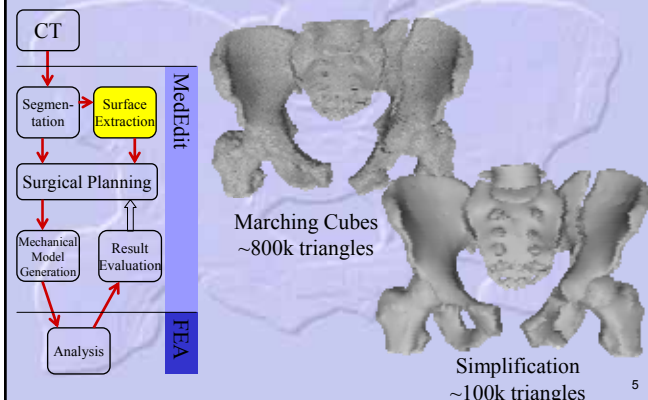 CT
Segmen-
tation
Surface
Extraction
Surgical Planning
Mechanical
Model
Generation
Result
Evaluation
Analysis
MedEdit
FEA
Marching Cubes
~800k triangles
Simplification
~100k triangles
5